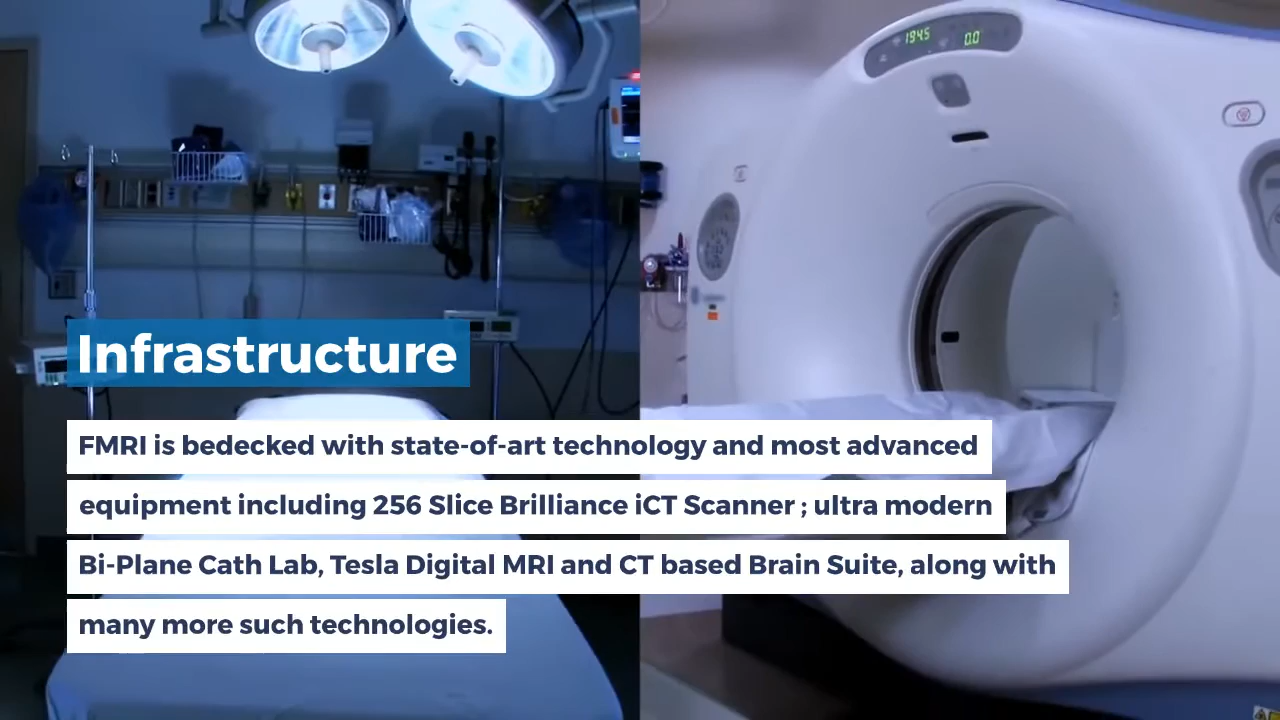 194.5
0.0
Infrastructure
FMRI is bedecked with state-of-art technology and most advanced
equipment including 256 Slice Brilliance iCT Scanner ; ultra modern
Bi-Plane Cath Lab, Tesla Digital MRI and CT based Brain Suite, along with
many more such technologies.